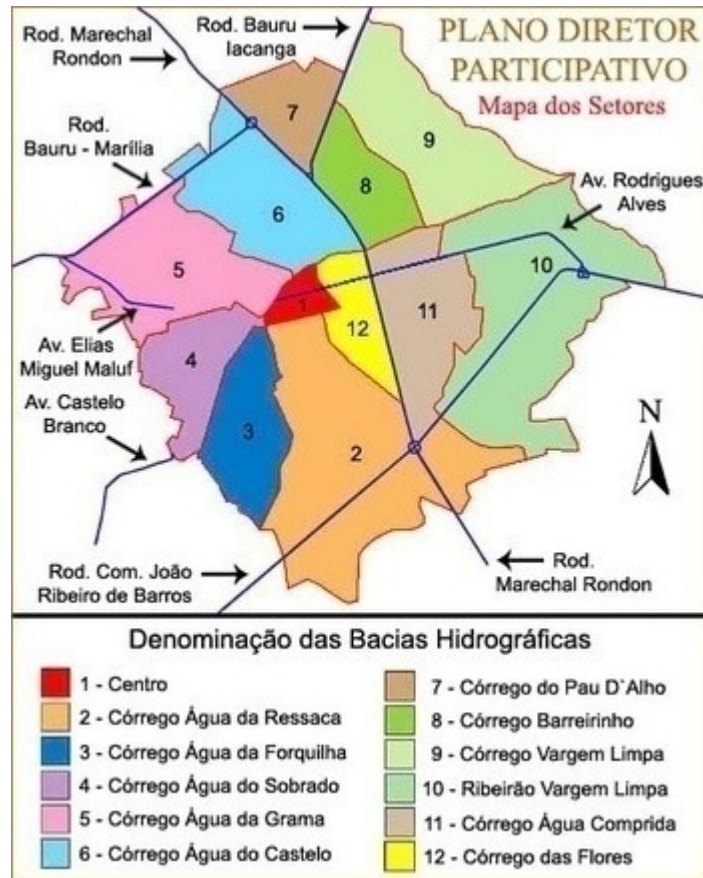 PLANO DIRETOR
PARTICIPATIVO
Mapa dos Setores
Rod. Marechal
Rondon
Rod. Bauru
Iacanga
Rod.
Bauru - Marília
Av. Rodrigues
Alves
Av. Elias
Miguel Maluf
Av. Castelo
Branco
Rod. Com. João
Ribeiro de Barros
Rod.
Marechal Rondon
N
7
9
8
6
5
10
1
11
12
4
3
2
Denominação das Bacias Hidrográficas
1 - Centro
2 - Córrego Água da Ressaca
3 - Córrego Água da Forquilha
4 - Córrego Água do Sobrado
5 - Córrego Água da Grama
6 - Córrego Água do Castelo
7 - Córrego do Pau D`Alho
8 - Córrego Barreirinho
9 - Córrego Vargem Limpa
10 - Ribeirão Vargem Limpa
11 - Córrego Água Comprida
12 - Córrego das Flores